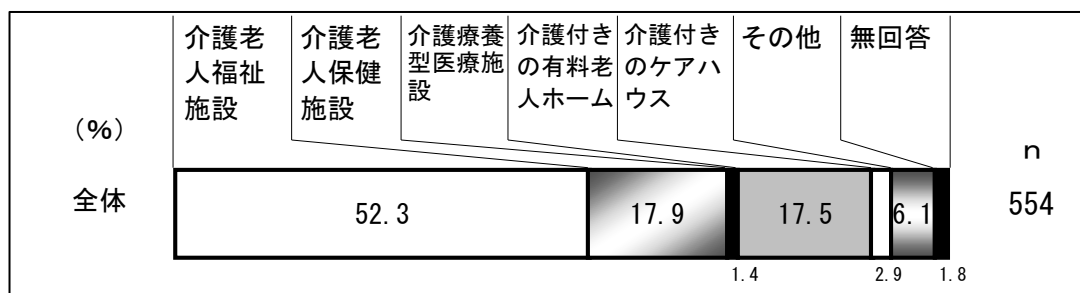 介護老
人福祉
施設
介護老
人保健
施設
介護療養
型医療施
設
介護付き
の有料老
人ホーム
介護付き
のケアハ
ウス
その他
無回答
（%）
n
全体
52.3
17.9
17.5
6.1
554
1.4
2.9
1.8